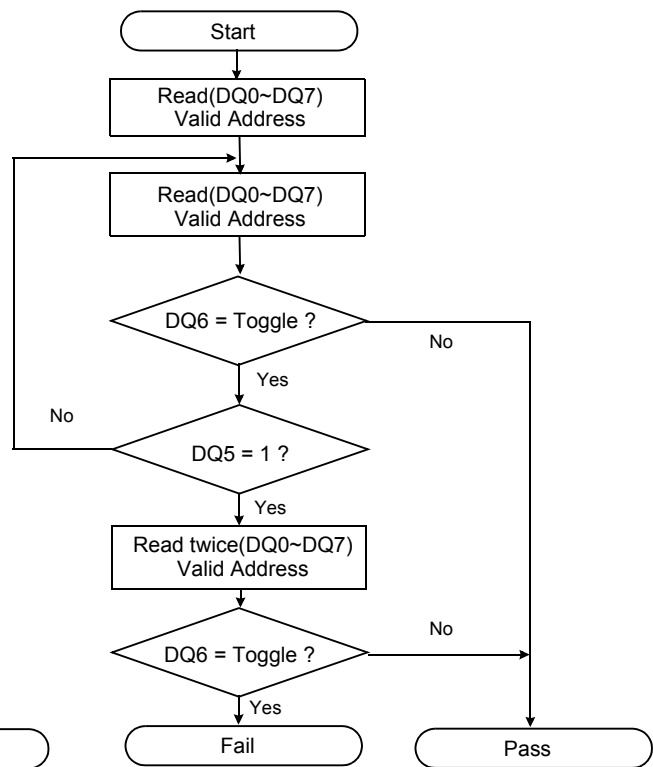 Start
Read(DQ0~DQ7)
Valid Address
Read(DQ0~DQ7)
Valid Address
DQ6 = Toggle ?
No
Yes
No
DQ5 = 1 ?
Yes
Read twice(DQ0~DQ7)
Valid Address
No
DQ6 = Toggle ?
Yes
Fail
Pass